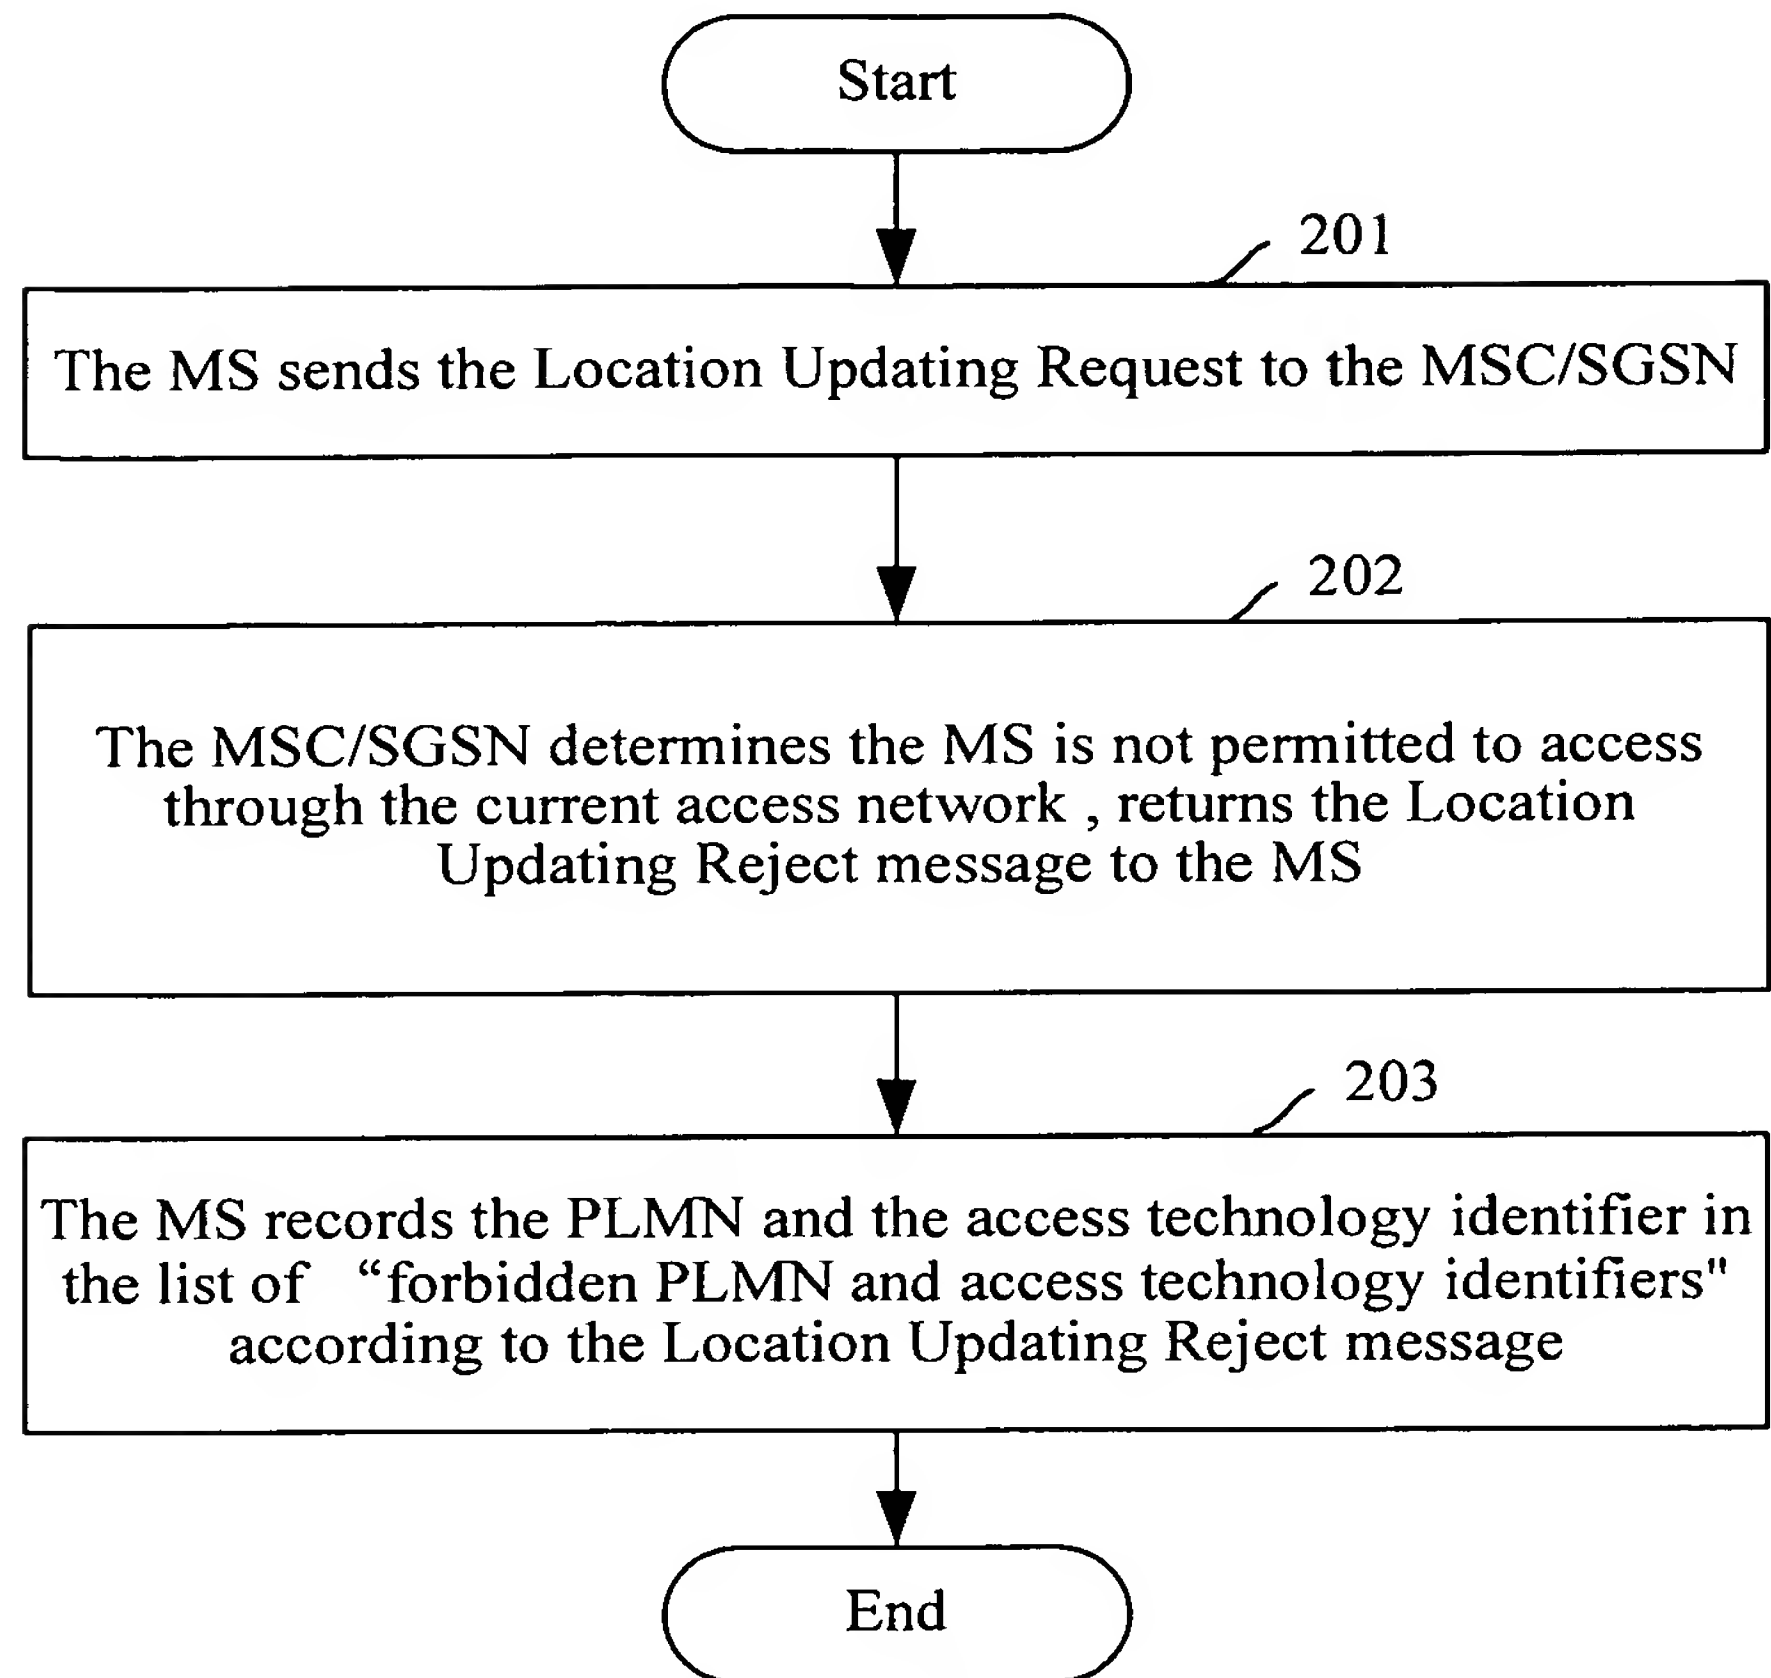 Start
201
The MS sends the Location Updating Request to the MSC/SGSN
202
The MSC/SGSN determines the MS is not permitted to access
through the current access network , returns the Location
Updating Reject message to the MS
203
The MS records the PLMN and the access technology identifier in
the list of “forbidden PLMN and access technology identifiers"
according to the Location Updating Reject message
End